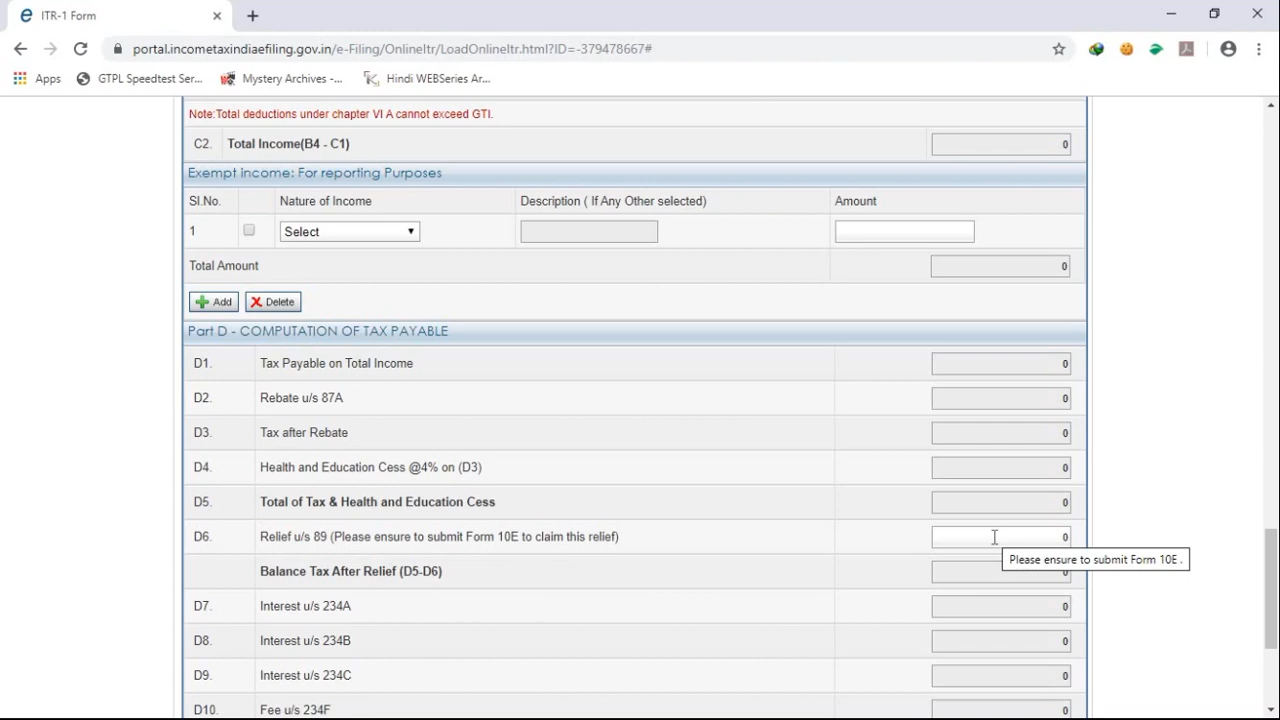 ITR-1 Form
portal.incometaxindiaefiling.gov.in/e-Filing/OnlineItr/LoadOnlineItr.html?ID=-379478667#
Apps GTPL Speedtest Ser... Mystery Archives -... Hindi WEBSeries Ar...
Note:Total deductions under chapter VI A cannot exceed GTI.
C2. Total Income(B4 - C1) 0
Exempt income: For reporting Purposes
Sl.No. Nature of Income Description ( If Any Other selected) Amount
1 Select
Total Amount 0
Add Delete
Part D - COMPUTATION OF TAX PAYABLE
D1. Tax Payable on Total Income 0
D2. Rebate u/s 87A 0
D3. Tax after Rebate 0
D4. Health and Education Cess @4% on (D3) 0
D5. Total of Tax & Health and Education Cess 0
D6. Relief u/s 89 (Please ensure to submit Form 10E to claim this relief) 0
Please ensure to submit Form 10E .
Balance Tax After Relief (D5-D6) 0
D7. Interest u/s 234A 0
D8. Interest u/s 234B 0
D9. Interest u/s 234C 0
D10. Fee u/s 234F 0